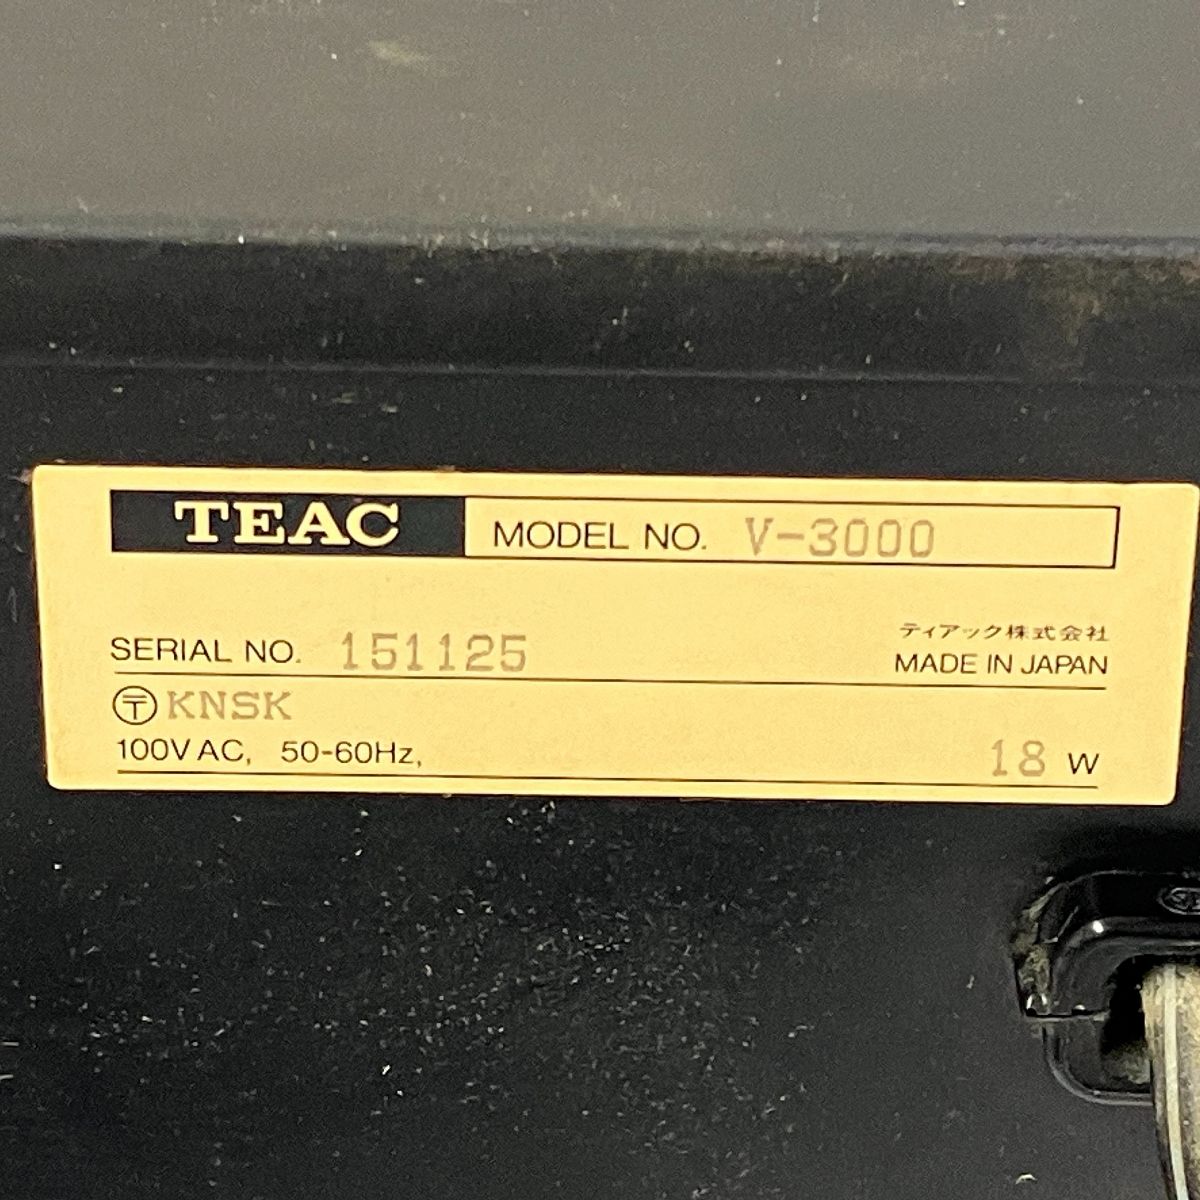 TEAC MODEL NO. V-3000
SERIAL NO. 151125
ティアック株式会社
MADE IN JAPAN
〶 KNSK
100V AC, 50-60Hz, 18 W